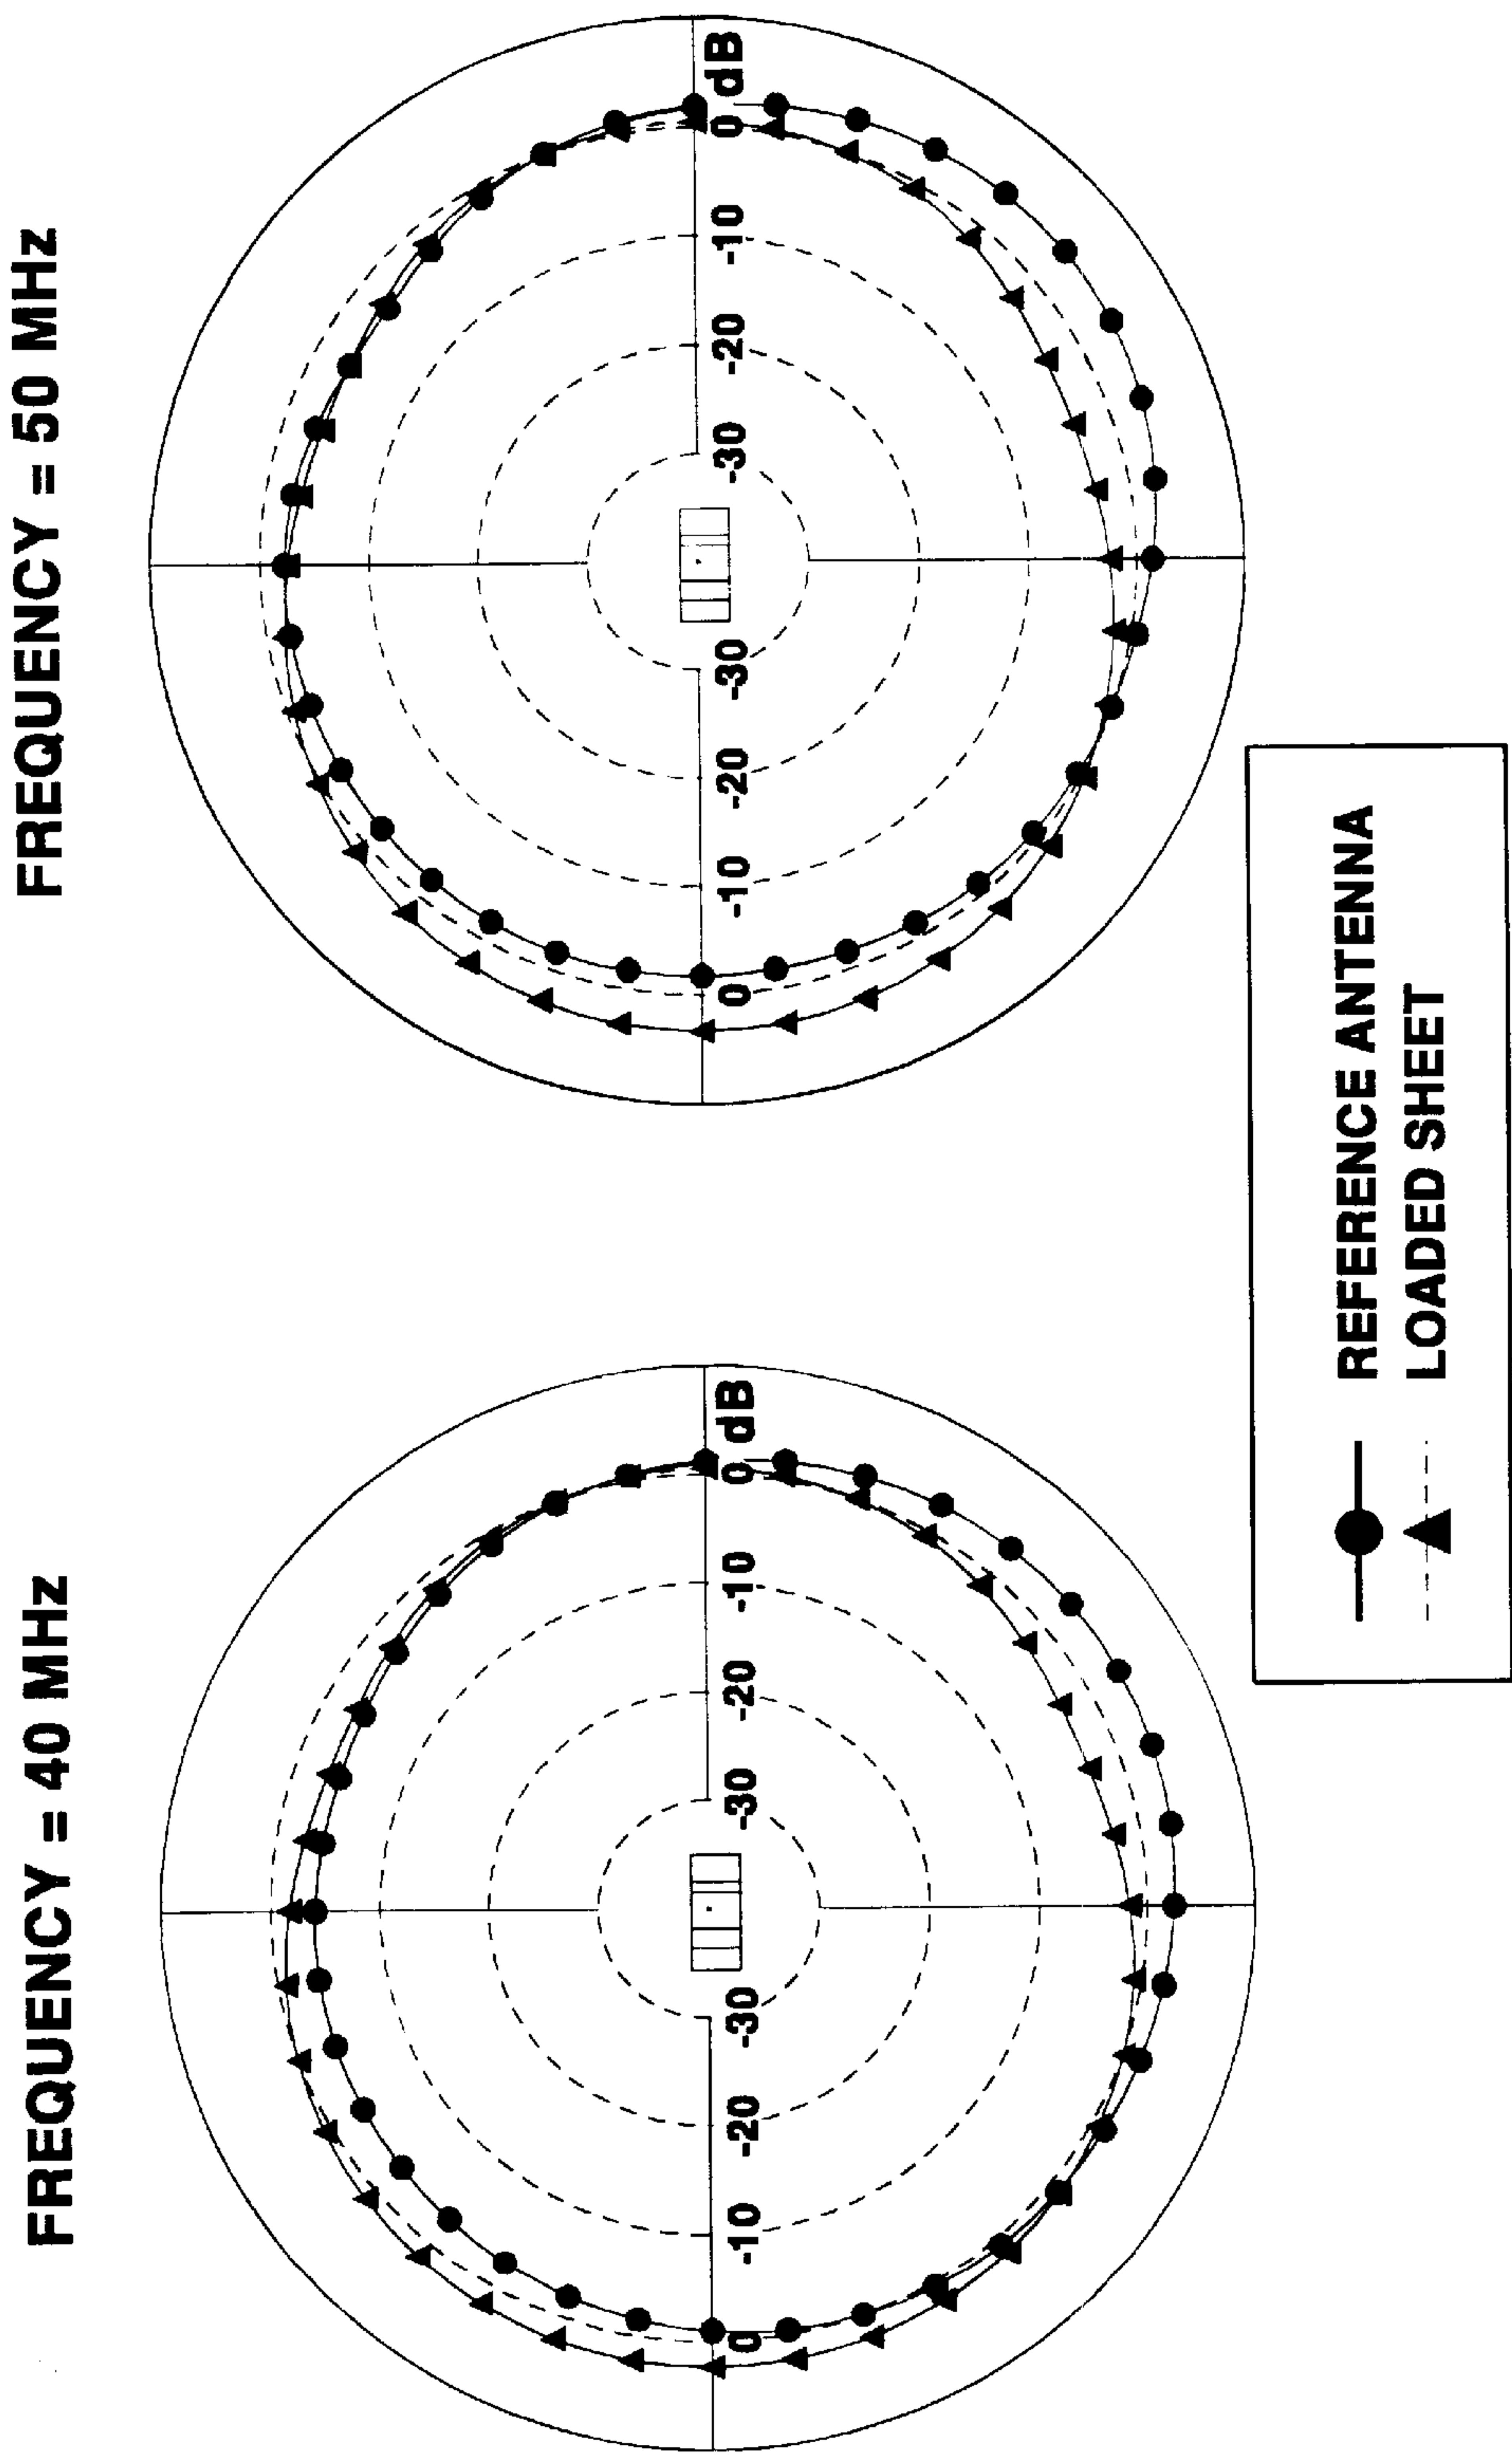 FREQUENCY = 40 MHz
0
-10
-20
-30
-30
-20
-10
0
dB
FREQUENCY = 50 MHz
0
-10
-20
-30
-30
-20
-10
0
dB
REFERENCE ANTENNA
LOADED SHEET